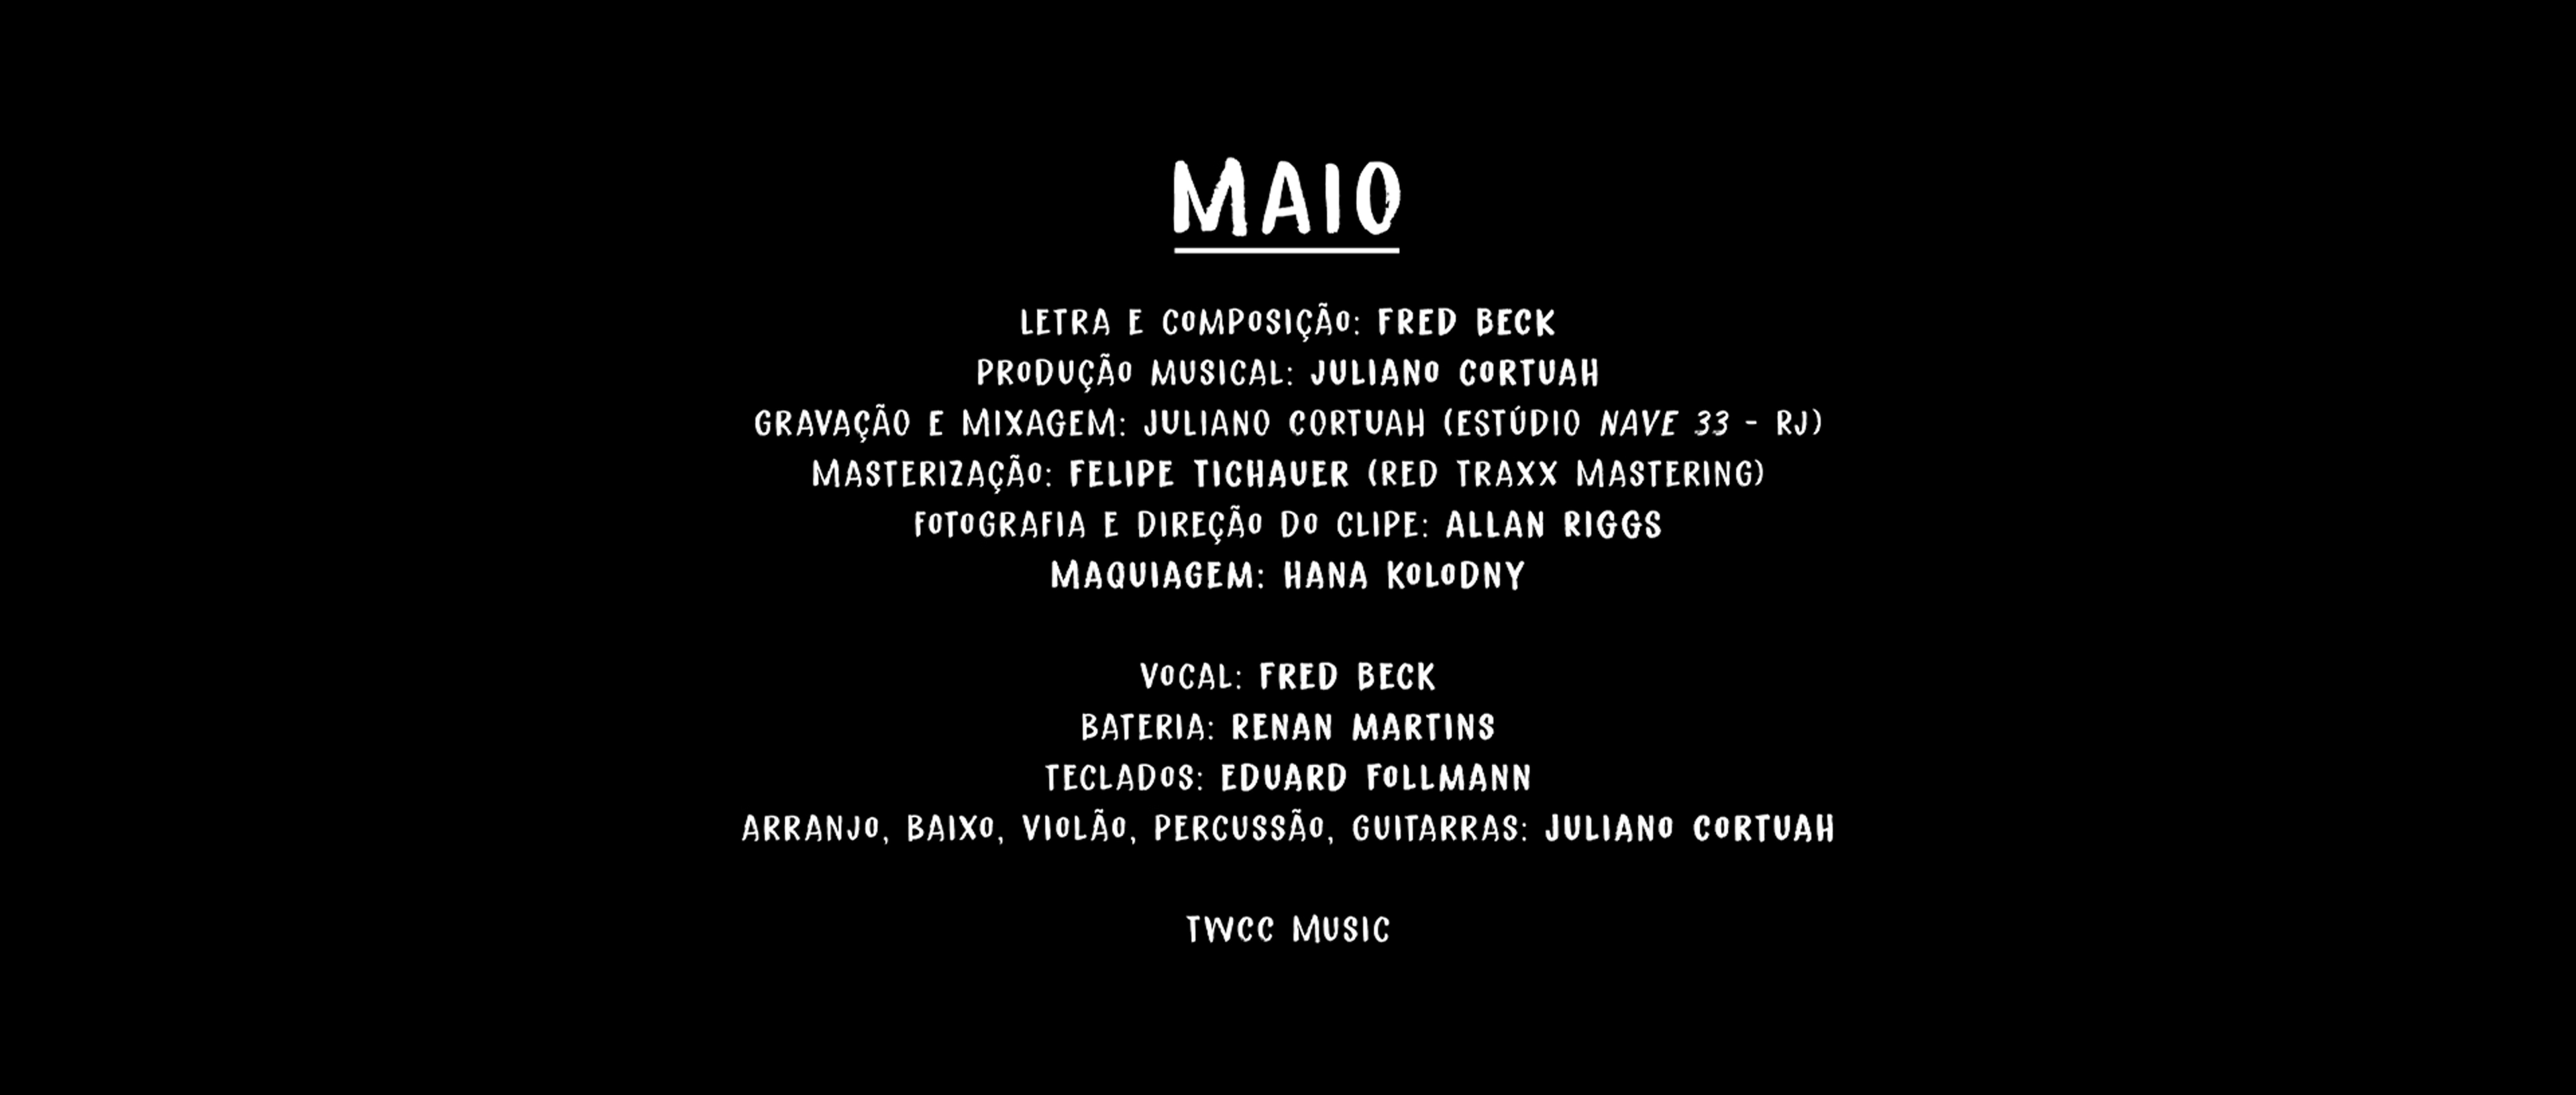 MAIO
LETRA E COMPOSIÇÃO: FRED BECK
PRODUÇÃO MUSICAL: JULIANO CORTUAH
GRAVAÇÃO E MIXAGEM: JULIANO CORTUAH (ESTÚDIO NAVE 33 - RJ)
MASTERIZAÇÃO: FELIPE TICHAUER (RED TRAXX MASTERING)
FOTOGRAFIA E DIREÇÃO DO CLIPE: ALLAN RIGGS
MAQUIAGEM: HANA KOLODNY
VOCAL: FRED BECK
BATERIA: RENAN MARTINS
TECLADOS: EDUARD FOLLMANN
ARRANJO, BAIXO, VIOLÃO, PERCUSSÃO, GUITARRAS: JULIANO CORTUAH
TWCC MUSIC